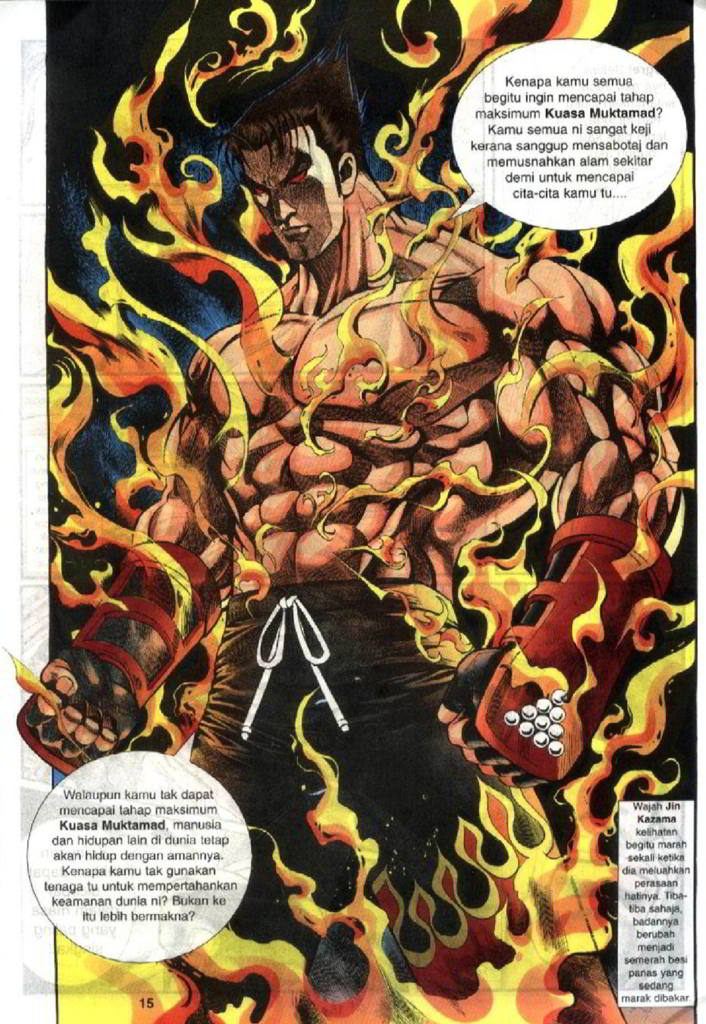 Kenapa kamu semua
begitu ingin mencapai tahap
maksimum Kuasa Muktamad?
Kamu semua ni sangat keji
kerana sanggup mensabotaj dan
memusnahkan alam sekitar
demi untuk mencapai
cita-cita kamu tu....
Walaupun kamu tak dapat
mencapai tahap maksimum
Kuasa Muktamad, manusia
dan hidupan lain di dunia tetap
akan hidup dengan amannya.
Kenapa kamu tak gunakan
tenaga tu untuk mempertahankan
keamanan dunia ni? Bukan ke
itu lebih bermakna?
Wajah Jin
Kazama
kelihatan
begitu marah
sekali ketika
dia meluahkan
perasaan
hatinya. Tiba-
tiba sahaja,
badannya
berubah
menjadi
semerah besi
panas yang
sedang
marak dibakar.
15